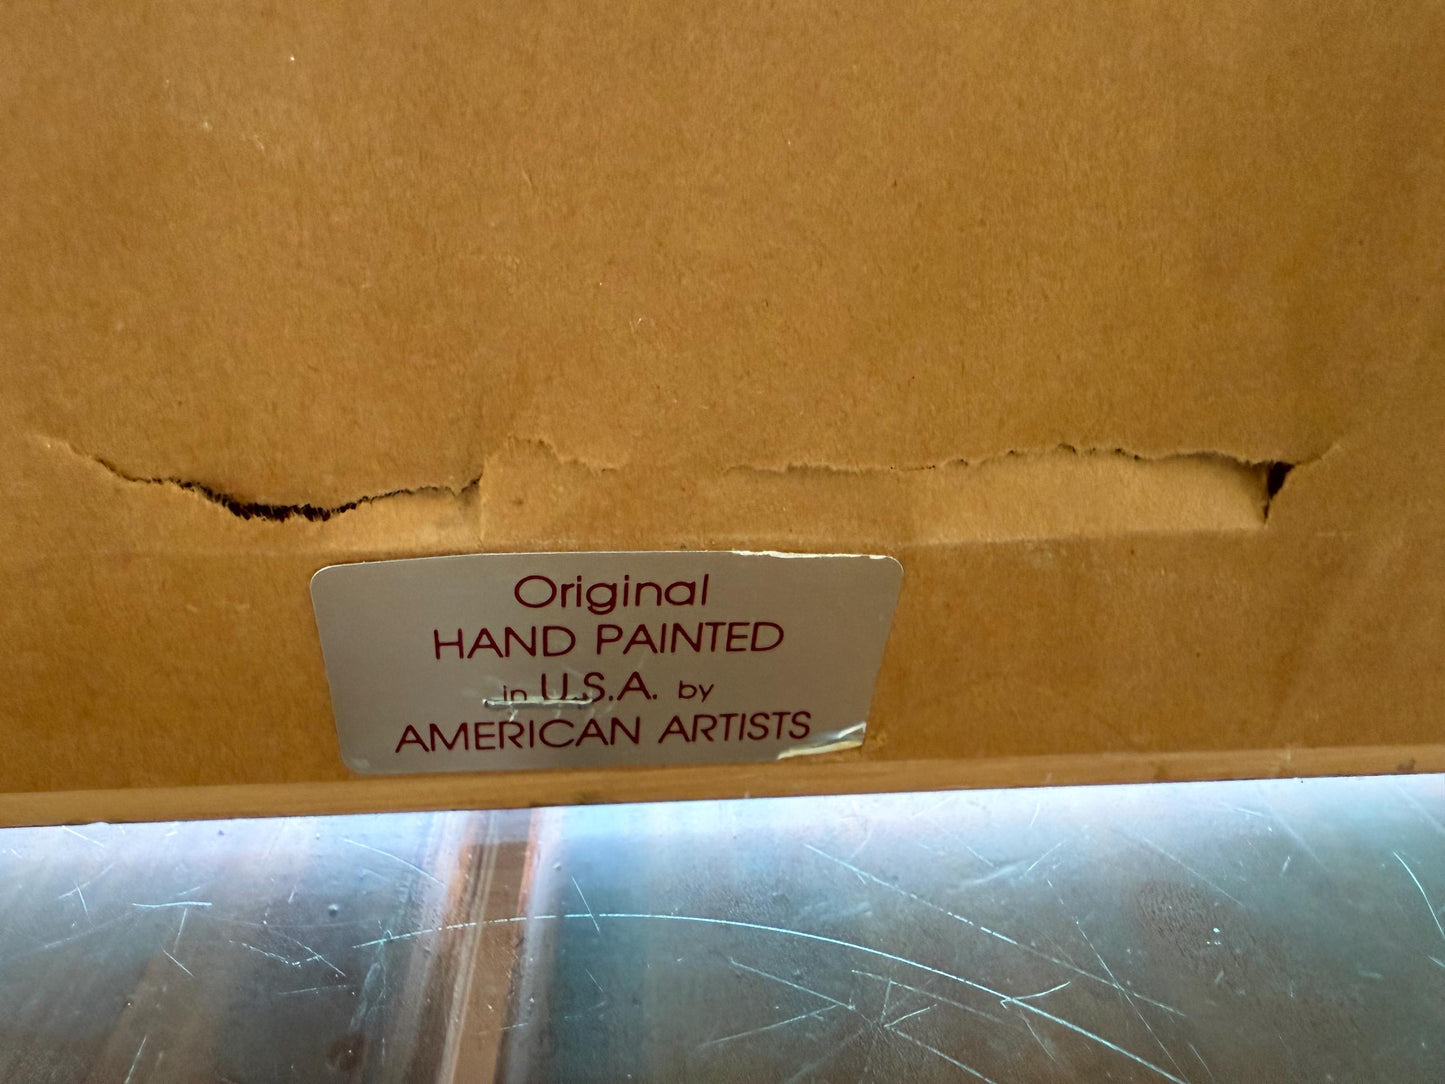 Original
HAND PAINTED
in U.S.A. by
AMERICAN ARTISTS